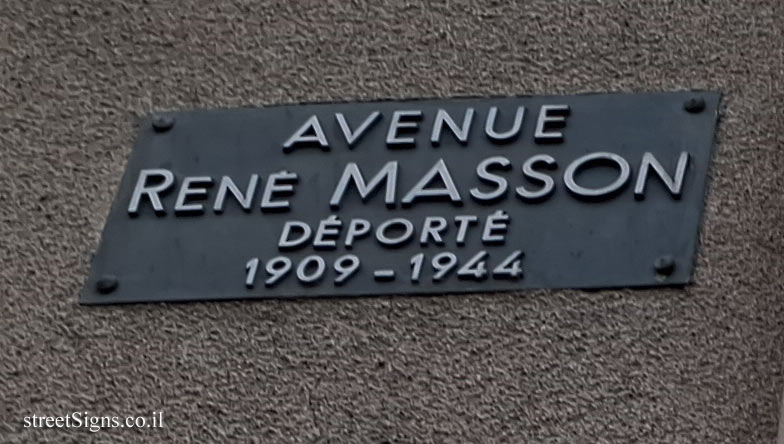 AVENUE
RENÉ MASSON
DÉPORTÉ
1909 - 1944
streetSigns.co.il